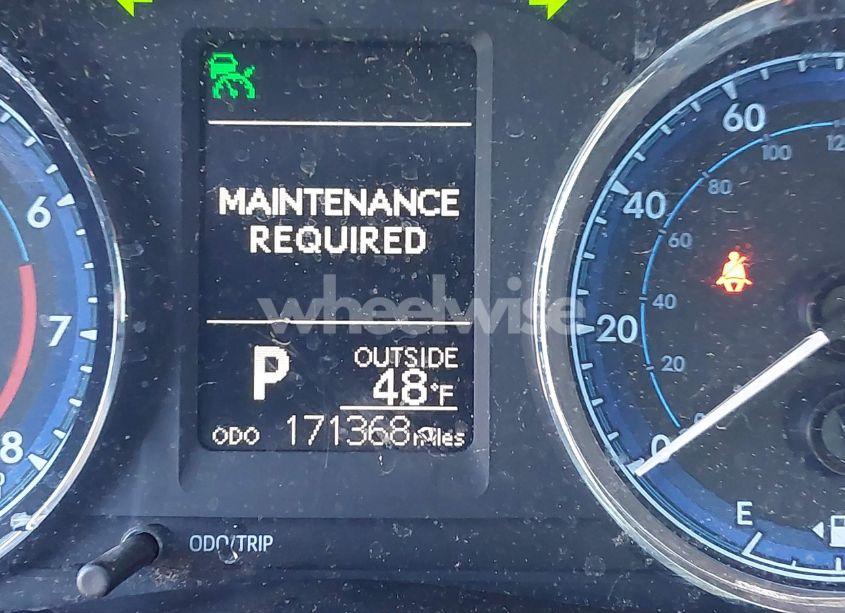 MAINTENANCE
REQUIRED
wheelwise
P
OUTSIDE
48°F
ODO 171368 miles
ODO/TRIP
6
7
8
60
40
20
0
100
80
60
40
20
0
E